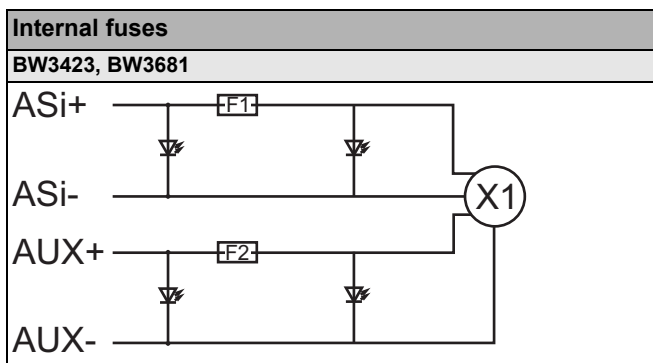 Internal fuses
BW3423, BW3681
ASi+
F1
ASi-
X1
AUX+
F2
AUX-